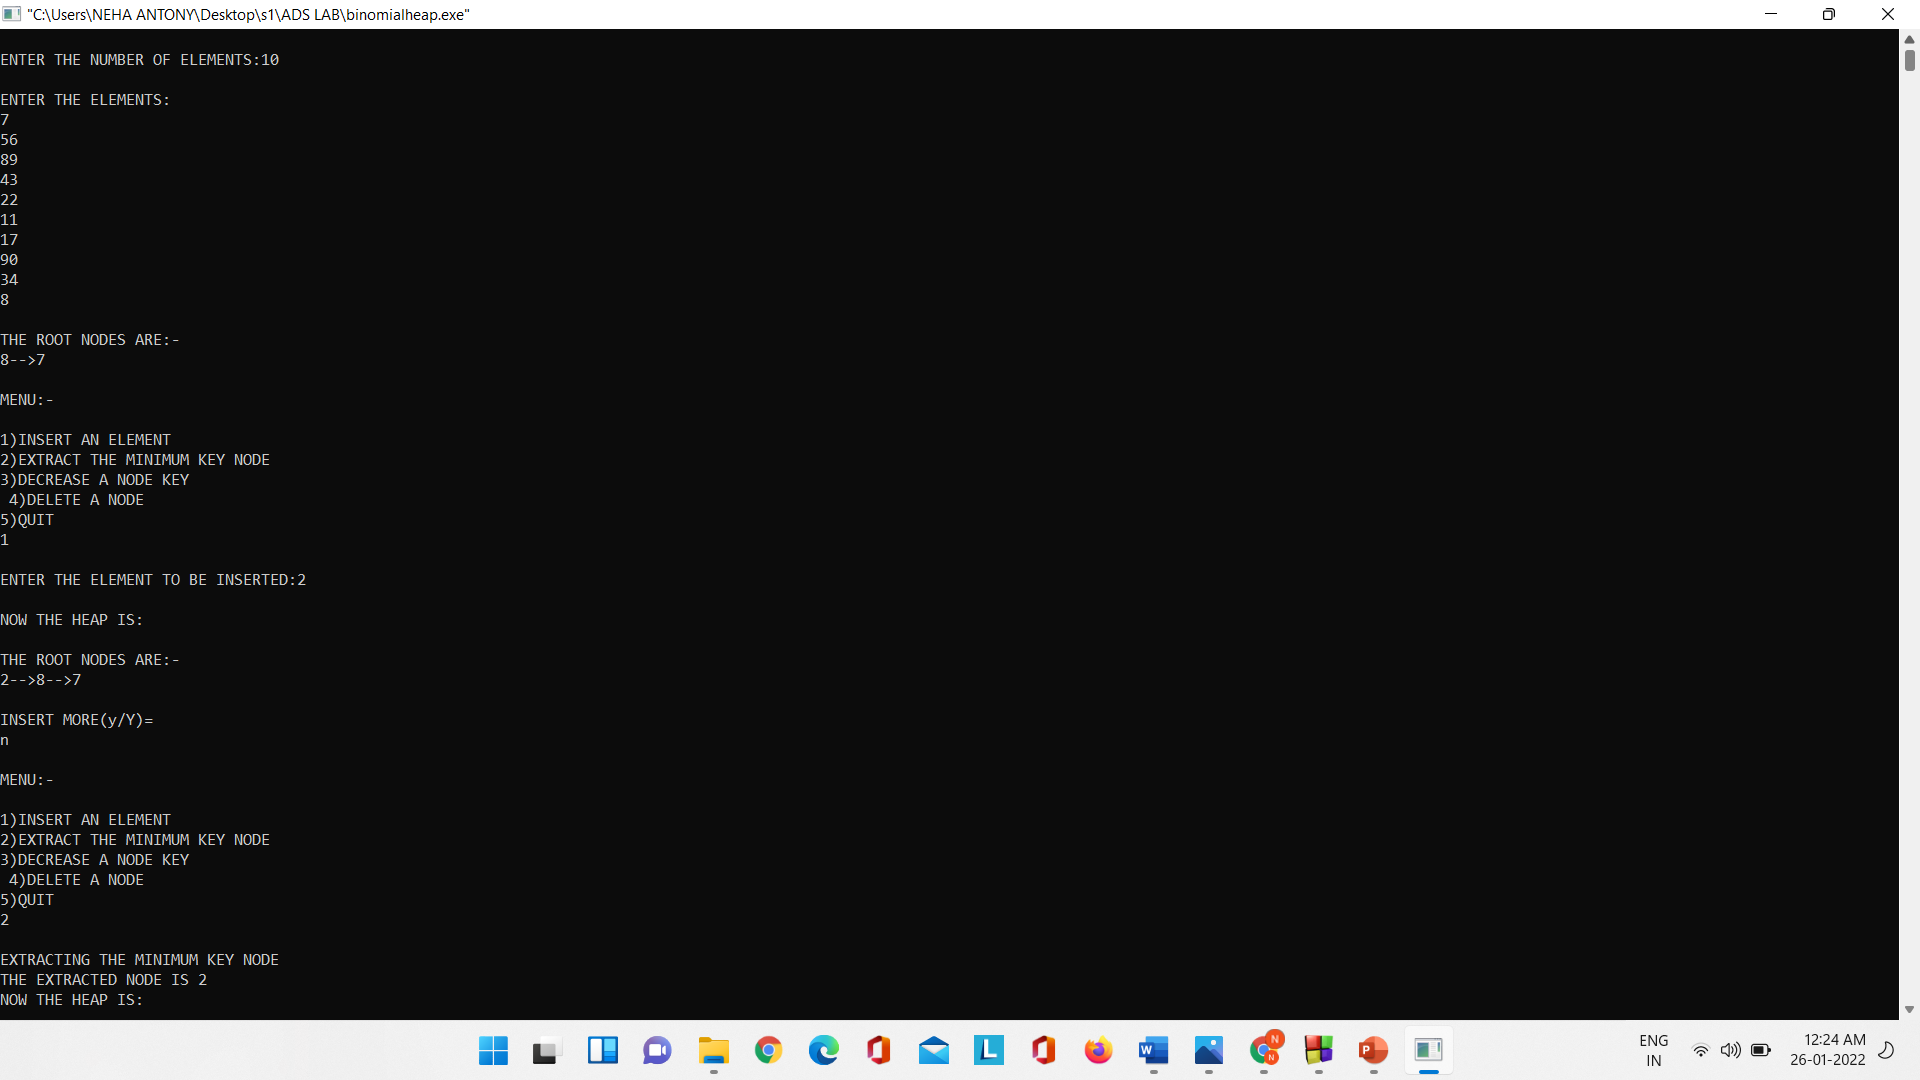 "C:\Users\NEHA ANTONY\Desktop\s1\ADS LAB\binomialheap.exe"
ENTER THE NUMBER OF ELEMENTS:10
ENTER THE ELEMENTS:
7
56
89
43
22
11
17
90
34
8
THE ROOT NODES ARE:-
8-->7
MENU:-
1)INSERT AN ELEMENT
2)EXTRACT THE MINIMUM KEY NODE
3)DECREASE A NODE KEY
4)DELETE A NODE
5)QUIT
1
ENTER THE ELEMENT TO BE INSERTED:2
NOW THE HEAP IS:
THE ROOT NODES ARE:-
2-->8-->7
INSERT MORE(y/Y)=
n
MENU:-
1)INSERT AN ELEMENT
2)EXTRACT THE MINIMUM KEY NODE
3)DECREASE A NODE KEY
4)DELETE A NODE
5)QUIT
2
EXTRACTING THE MINIMUM KEY NODE
THE EXTRACTED NODE IS 2
NOW THE HEAP IS:
L
W
N
N
P
ENG
IN
12:24 AM
26-01-2022